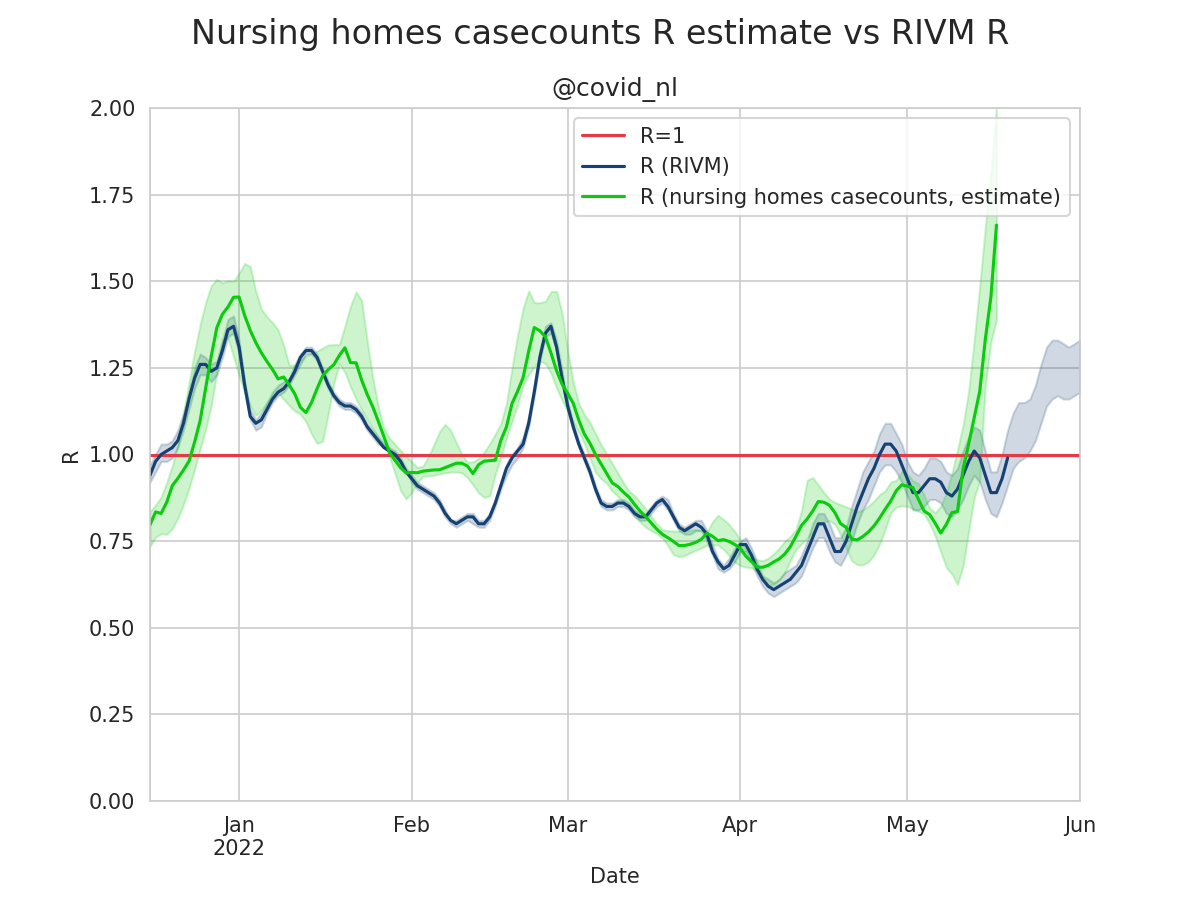 Nursing homes casecounts R estimate vs RIVM R
@covid_nl
R=1
R (RIVM)
R (nursing homes casecounts, estimate)
2.00
1.75
1.50
1.25
1.00
0.75
0.50
0.25
0.00
R
Jan Feb Mar Apr May Jun
2022
Date